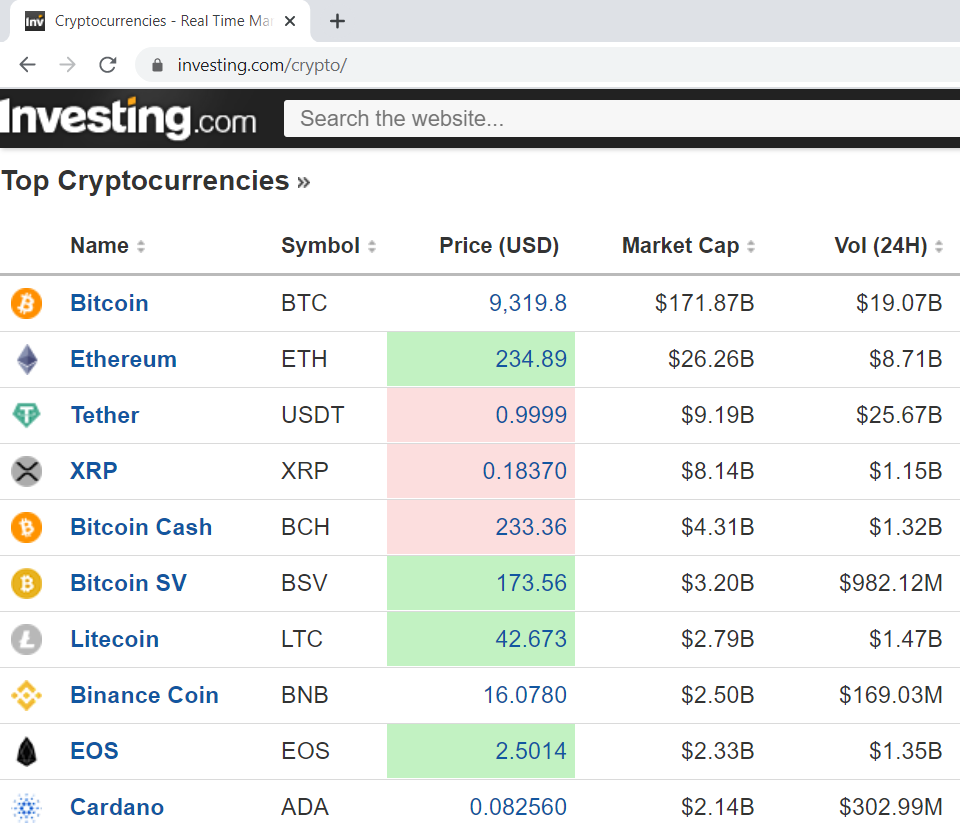 Inv Cryptocurrencies - Real Time Mar
investing.com/crypto/
Investing.com Search the website...
Top Cryptocurrencies »
Name Symbol Price (USD) Market Cap Vol (24H)
Bitcoin BTC 9,319.8 $171.87B $19.07B
Ethereum ETH 234.89 $26.26B $8.71B
Tether USDT 0.9999 $9.19B $25.67B
XRP XRP 0.18370 $8.14B $1.15B
Bitcoin Cash BCH 233.36 $4.31B $1.32B
Bitcoin SV BSV 173.56 $3.20B $982.12M
Litecoin LTC 42.673 $2.79B $1.47B
Binance Coin BNB 16.0780 $2.50B $169.03M
EOS EOS 2.5014 $2.33B $1.35B
Cardano ADA 0.082560 $2.14B $302.99M